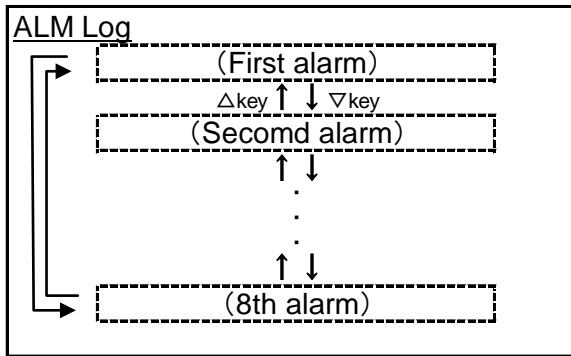 ALM Log
（First alarm）
△key ↑ ↓ ▽key
（Secomd alarm）
↑ ↓
.
.
.
↑ ↓
（8th alarm）